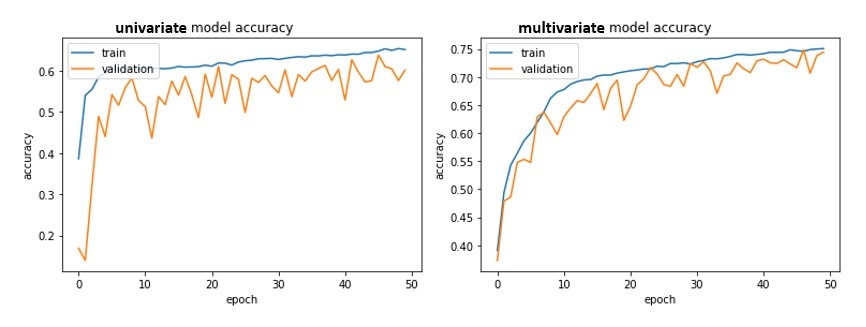 univariate model accuracy
train
validation
accuracy
0.6
0.5
0.4
0.3
0.2
0 10 20 30 40 50
epoch
multivariate model accuracy
train
validation
accuracy
0.75
0.70
0.65
0.60
0.55
0.50
0.45
0.40
0 10 20 30 40 50
epoch